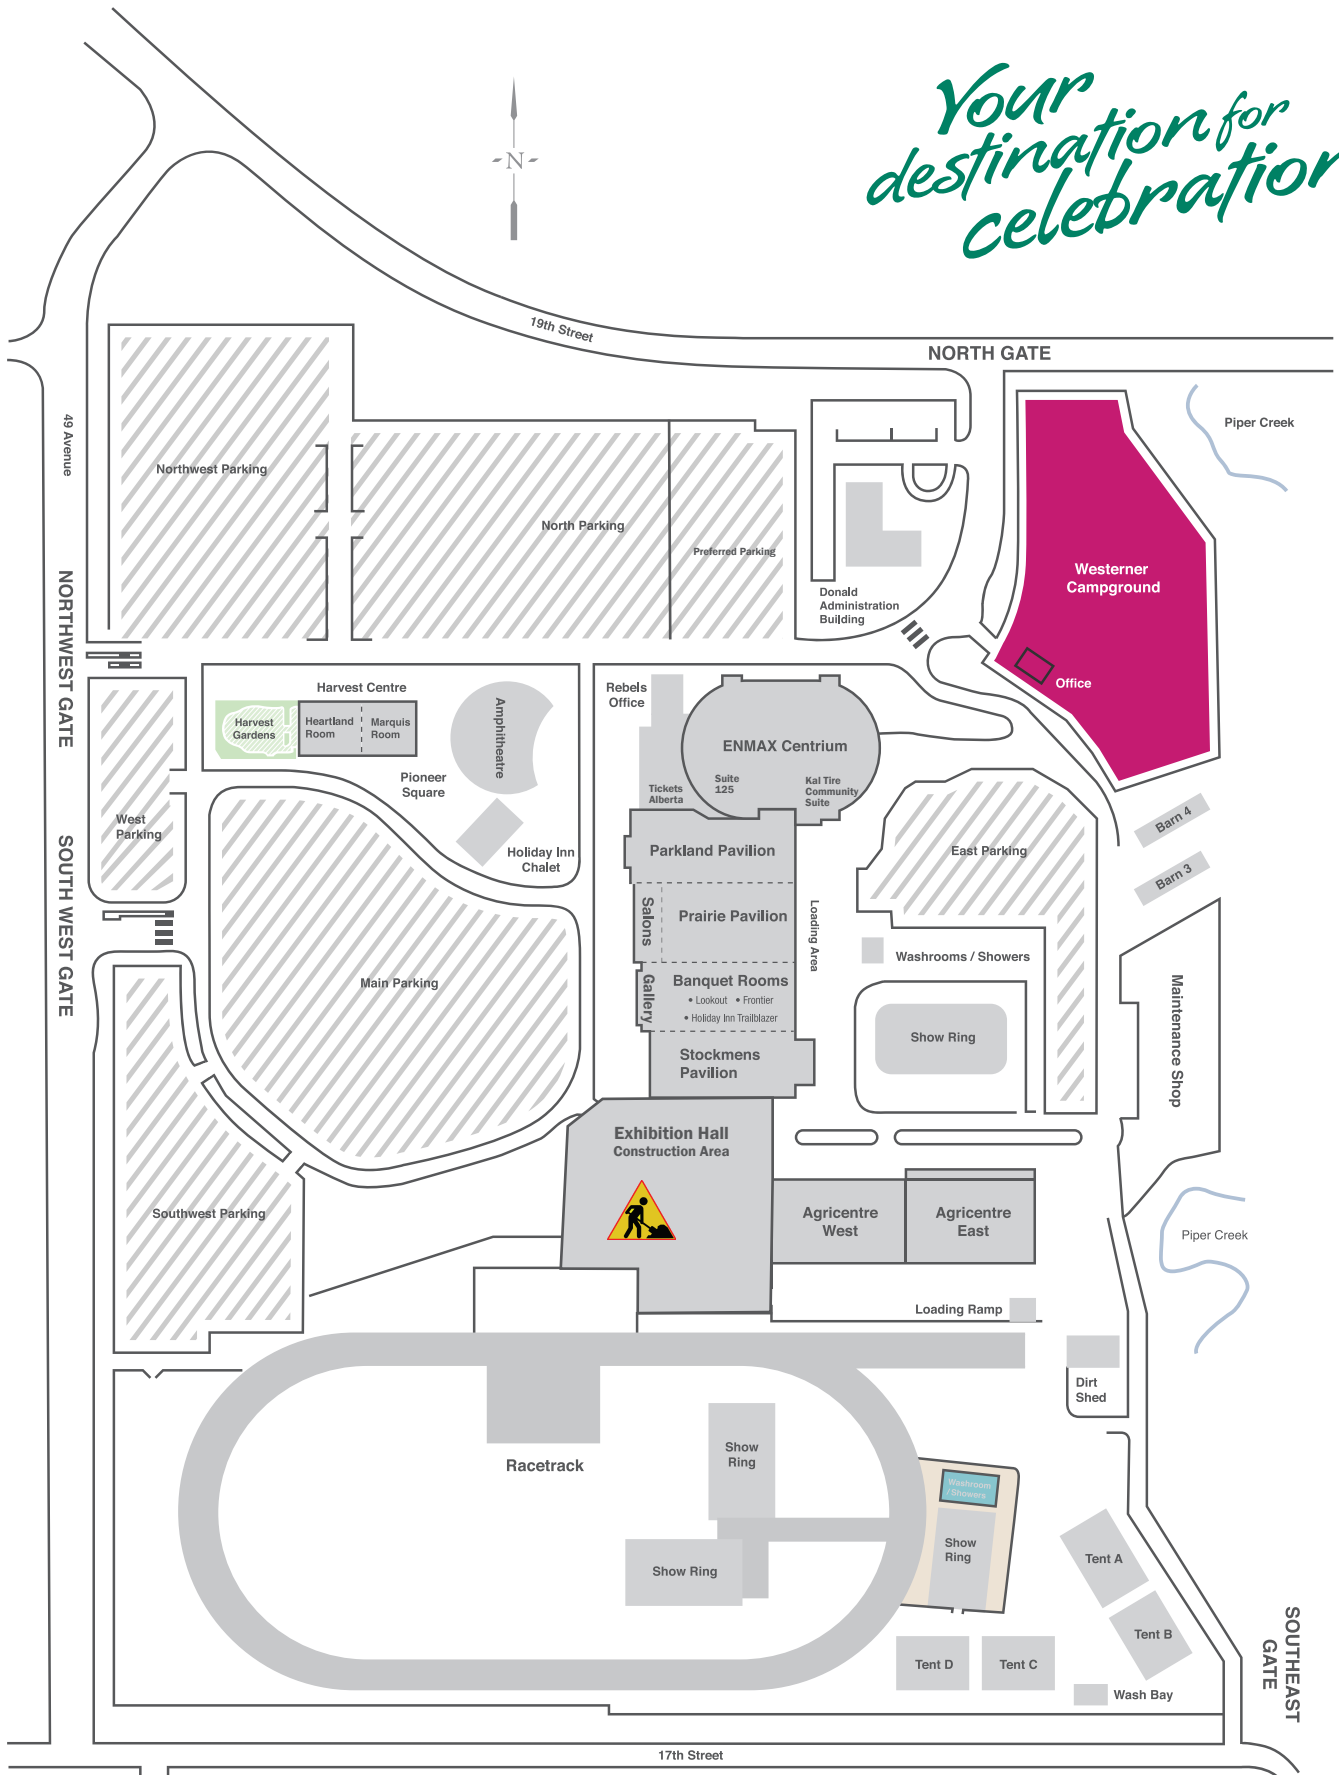 Your
destination for
celebration
N
19th Street
NORTH GATE
49 Avenue
Piper Creek
Northwest Parking
North Parking
Preferred Parking
Westerner
Campground
Donald
Administration
Building
NORTHWEST GATE
Office
Harvest Centre
Harvest
Gardens
Heartland
Room
Marquis
Room
Amphitheatre
Rebels
Office
ENMAX Centrium
Suite
125
Kal Tire
Community
Suite
Tickets
Alberta
Pioneer
Square
Holiday Inn
Chalet
West
Parking
SOUTH WEST GATE
Parkland Pavilion
East Parking
Barn 4
Barn 3
Salons
Prairie Pavilion
Loading Area
Washrooms / Showers
Main Parking
Gallery
Banquet Rooms
• Lookout • Frontier
• Holiday Inn Trailblazer
Stockmens
Pavilion
Show Ring
Maintenance Shop
Exhibition Hall
Construction Area
Southwest Parking
Agricentre
West
Agricentre
East
Piper Creek
Loading Ramp
Dirt
Shed
Racetrack
Show
Ring
Show Ring
Washroom
/ Showers
Show
Ring
Tent A
Tent B
Tent D
Tent C
Wash Bay
SOUTHEAST
GATE
17th Street